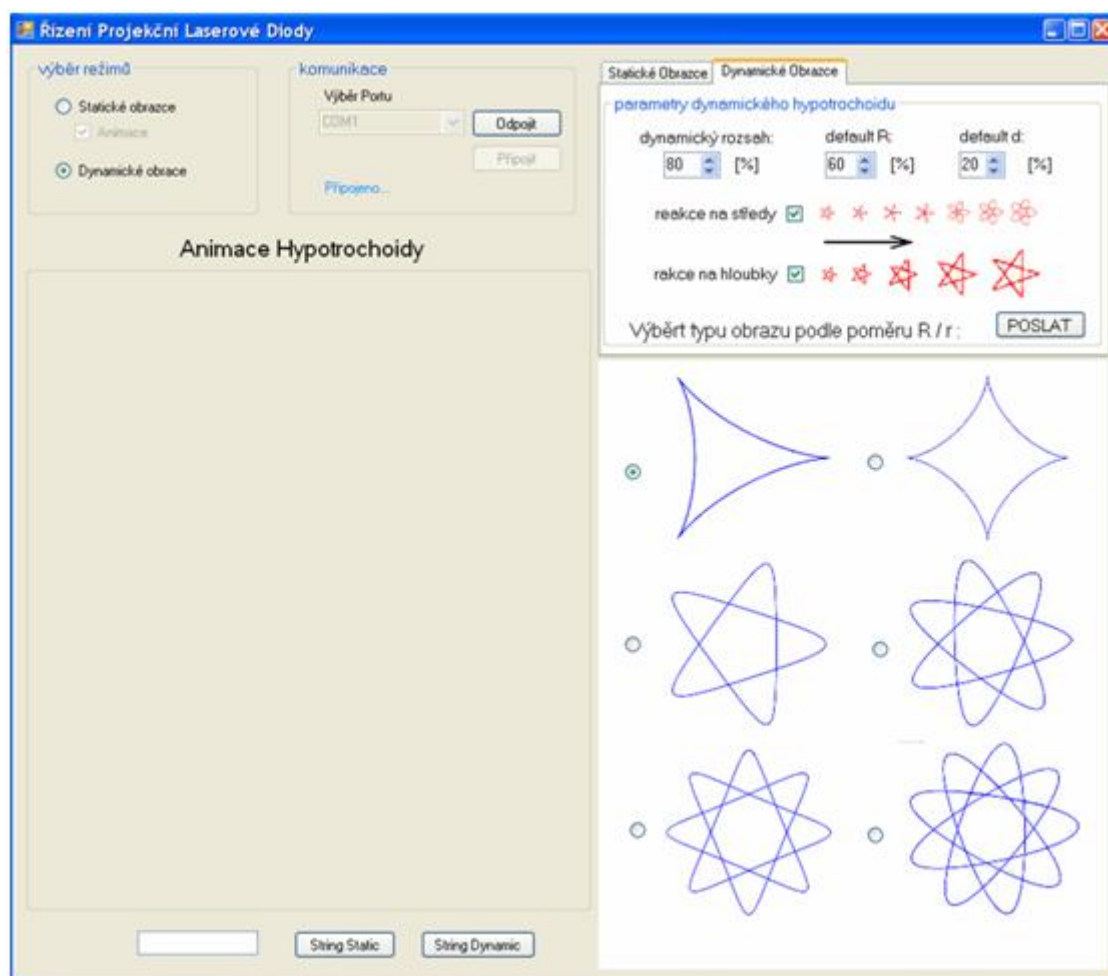 Řízení Projekční Laserové Diody
výběr režimů
Statické obrazce
Animace
Dynamické obrace
komunikace
Výběr Portu
COM1
Odpojit
Připojit
Připojeno...
Animace Hypotrochoidy
Statické Obrazce
Dynamické Obrazce
parametry dynamického hypotrochoidu
dynamický rozsah:
default R:
default d:
80 [%]
60 [%]
20 [%]
reakce na středy
rakce na hloubky
Výběrt typu obrazu podle poměru R / r :
POSLAT
String Static
String Dynamic